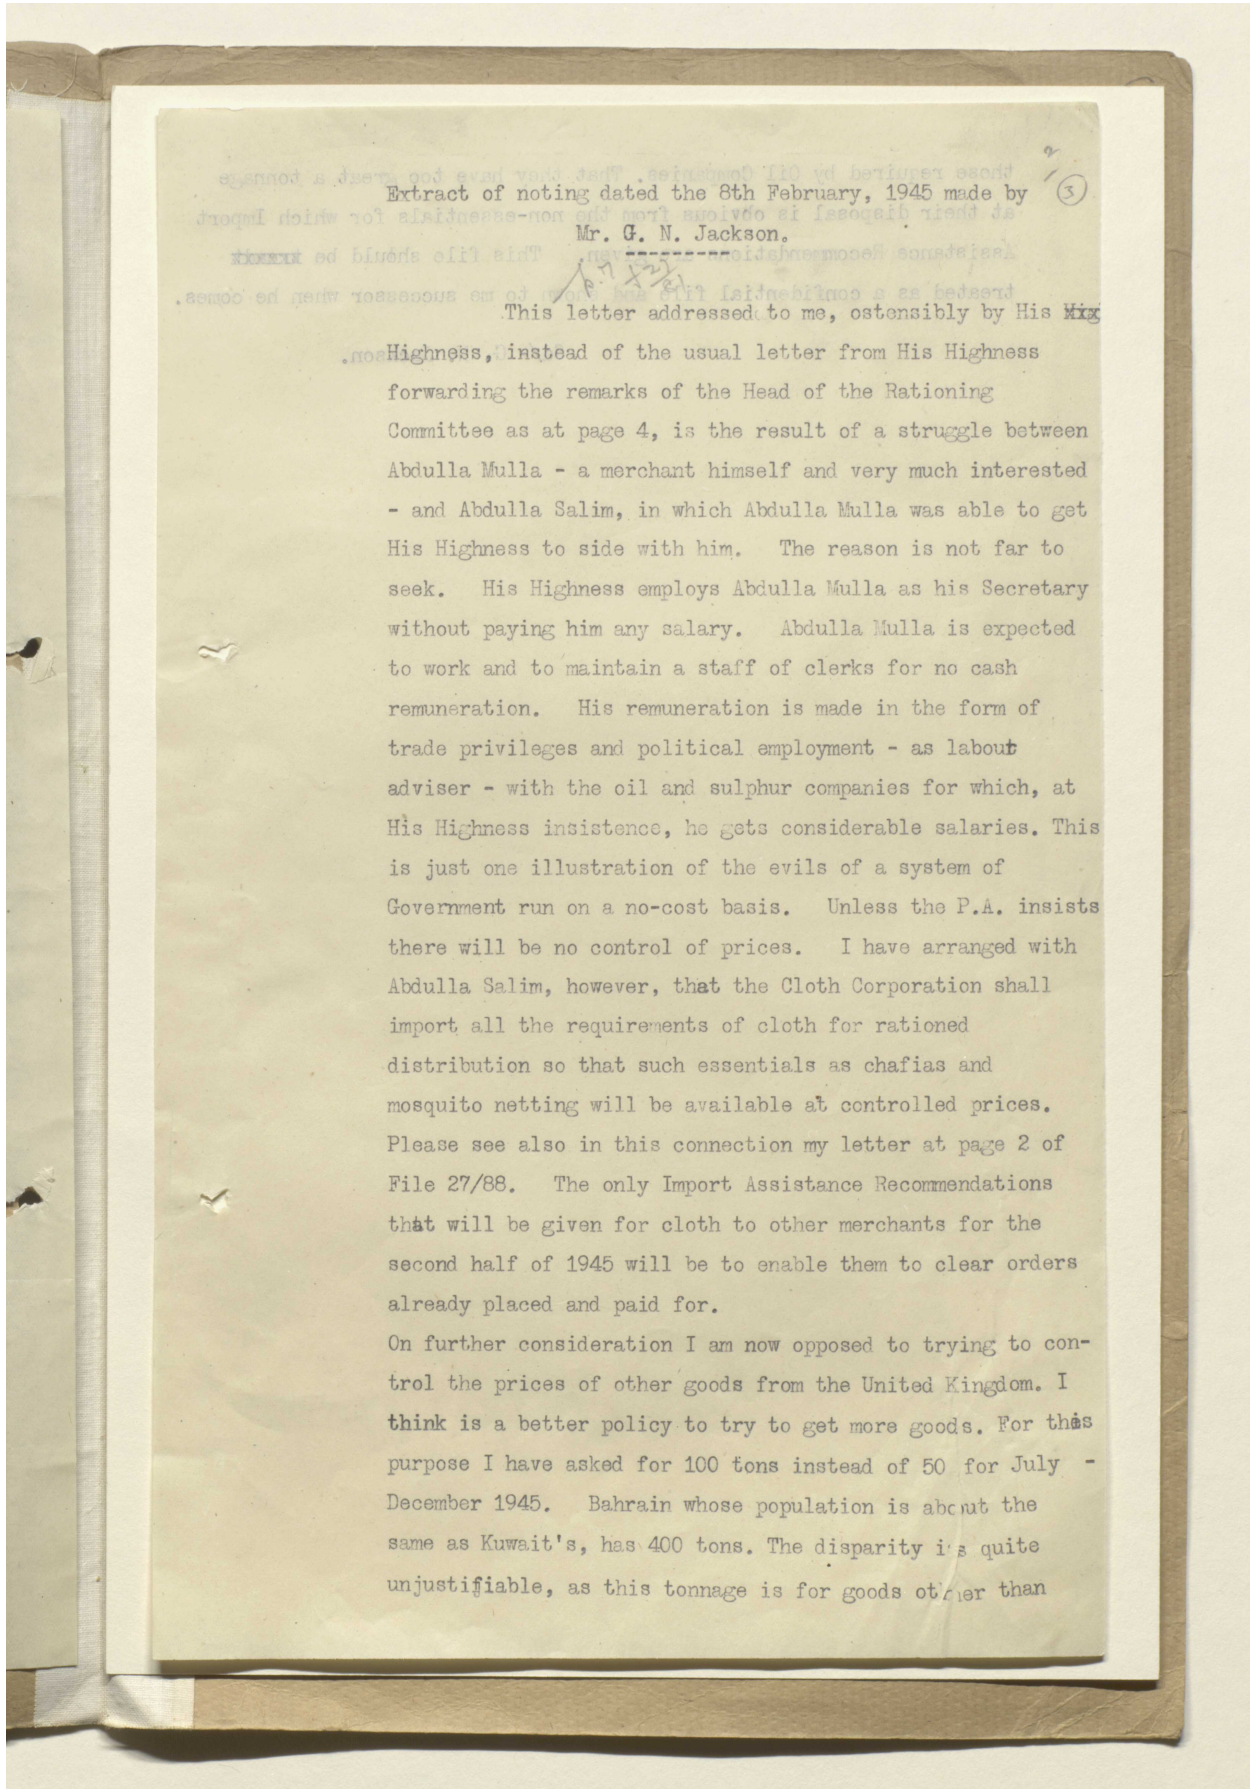 Extract of noting dated the 8th February, 1945 made by
3
Mr. G. N. Jackson.
---------
This letter addressed to me, ostensibly by His
Highness, instead of the usual letter from His Highness
forwarding the remarks of the Head of the Rationing
Committee as at page 4, is the result of a struggle between
Abdulla Mulla - a merchant himself and very much interested
- and Abdulla Salim, in which Abdulla Mulla was able to get
His Highness to side with him. The reason is not far to
seek. His Highness employs Abdulla Mulla as his Secretary
without paying him any salary. Abdulla Mulla is expected
to work and to maintain a staff of clerks for no cash
remuneration. His remuneration is made in the form of
trade privileges and political employment - as labout
adviser - with the oil and sulphur companies for which, at
His Highness insistence, he gets considerable salaries. This
is just one illustration of the evils of a system of
Government run on a no-cost basis. Unless the P.A. insists
there will be no control of prices. I have arranged with
Abdulla Salim, however, that the Cloth Corporation shall
import all the requirements of cloth for rationed
distribution so that such essentials as chafias and
mosquito netting will be available at controlled prices.
Please see also in this connection my letter at page 2 of
File 27/88. The only Import Assistance Recommendations
that will be given for cloth to other merchants for the
second half of 1945 will be to enable them to clear orders
already placed and paid for.
On further consideration I am now opposed to trying to con-
trol the prices of other goods from the United Kingdom. I
think is a better policy to try to get more goods. For this
purpose I have asked for 100 tons instead of 50 for July -
December 1945. Bahrain whose population is about the
same as Kuwait's, has 400 tons. The disparity is quite
unjustifiable, as this tonnage is for goods other than